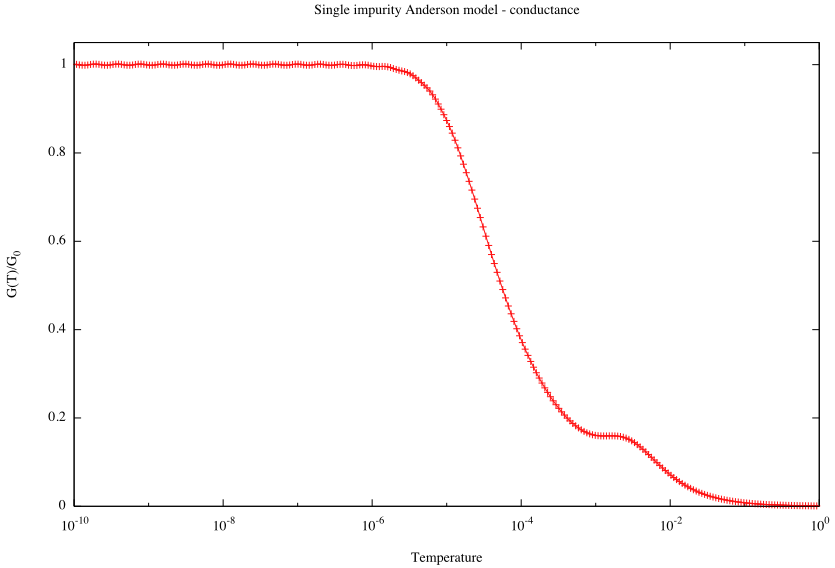 Single impurity Anderson model - conductance
1
0.8
0.6
0.4
0.2
0
G(T)/G₀
10⁻¹⁰ 10⁻⁸ 10⁻⁶ 10⁻⁴ 10⁻² 10⁰
Temperature